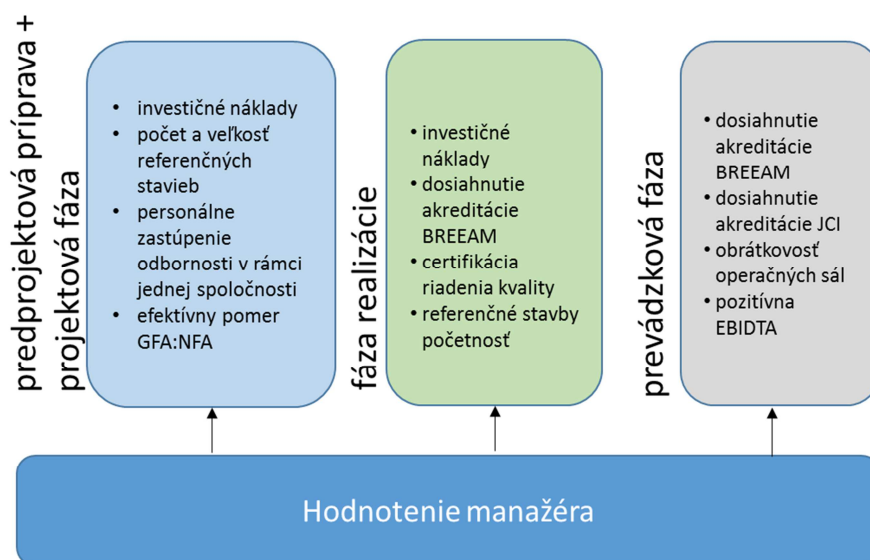 predprojektová príprava +
projektová fáza
• investičné náklady
• počet a veľkosť
referenčných
stavieb
• personálne
zastúpenie
odbornosti v rámci
jednej spoločnosti
• efektívny pomer
GFA:NFA
fáza realizácie
• investičné
náklady
• dosiahnutie
akreditácie
BREEAM
• certifikácia
riadenia kvality
• referenčné stavby
početnosť
prevádzková fáza
• dosiahnutie
akreditácie
BREEAM
• dosiahnutie
akreditácie JCI
• obrátkovosť
operačných sál
• pozitívna
EBIDTA
Hodnotenie manažéra